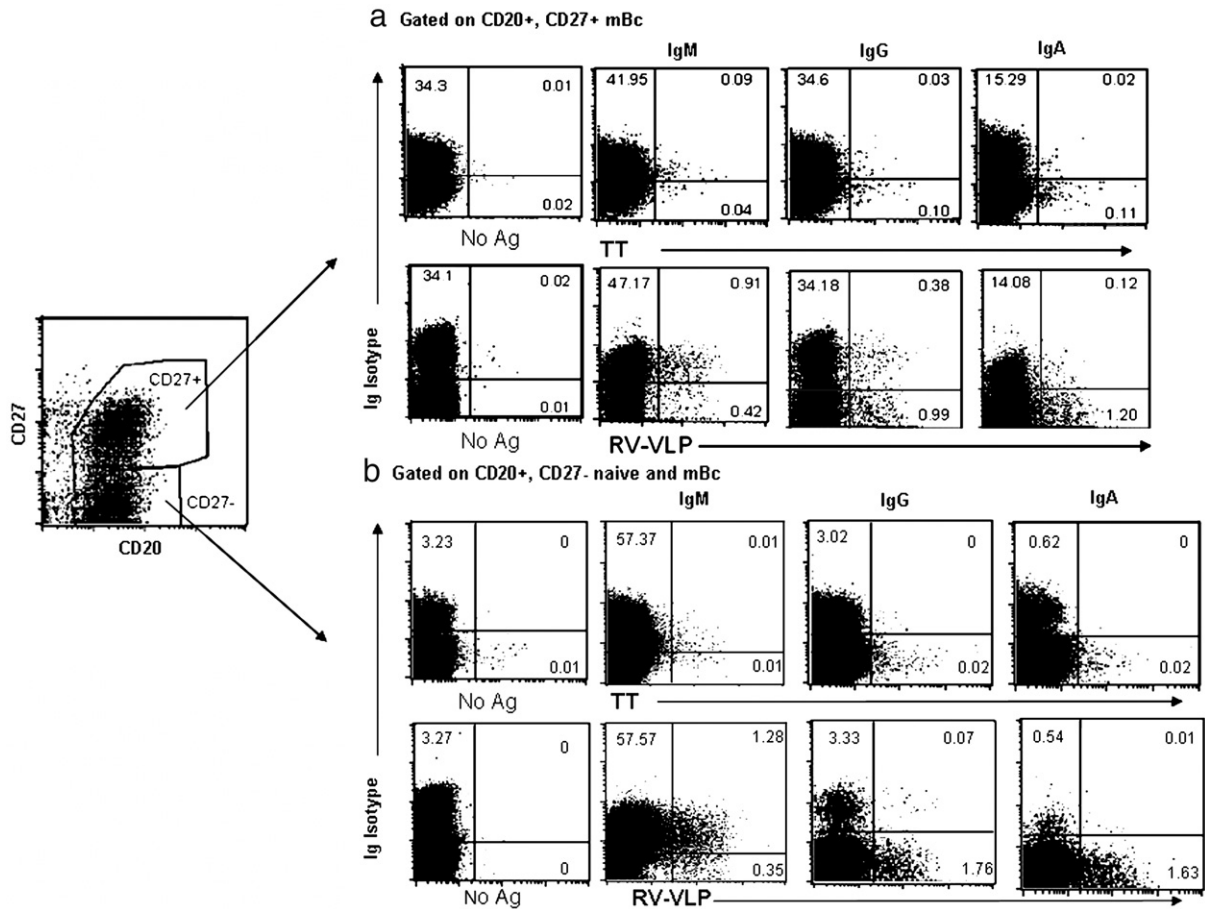 a Gated on CD20+, CD27+ mBc
IgM IgG IgA
34.3 0.01 41.95 0.09 34.6 0.03 15.29 0.02
0.02 0.04 0.10 0.11
No Ag TT
34.1 0.02 47.17 0.91 34.18 0.38 14.08 0.12
0.01 0.42 0.99 1.20
No Ag RV-VLP
Ig Isotype
CD27
CD27+
CD27-
CD20
b Gated on CD20+, CD27- naive and mBc
IgM IgG IgA
3.23 0 57.37 0.01 3.02 0 0.62 0
0.01 0.01 0.02 0.02
No Ag TT
3.27 0 57.57 1.28 3.33 0.07 0.54 0.01
0 0.35 1.76 1.63
No Ag RV-VLP
Ig Isotype